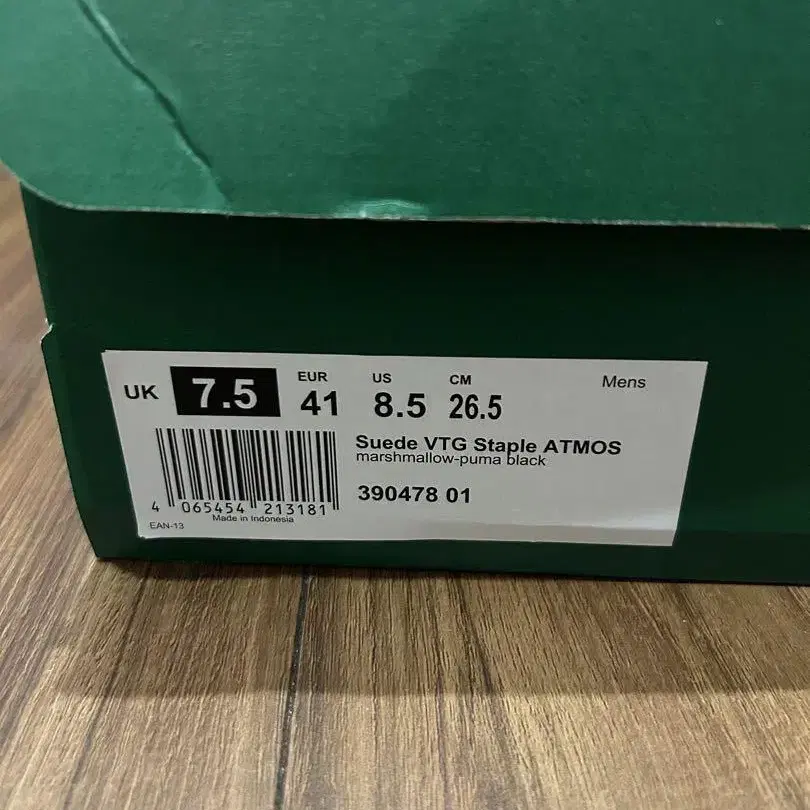 UK 7.5 EUR 41 US 8.5 CM 26.5 Mens
Suede VTG Staple ATMOS
marshmallow-puma black
390478 01
4 065454 213181
EAN-13 Made in Indonesia